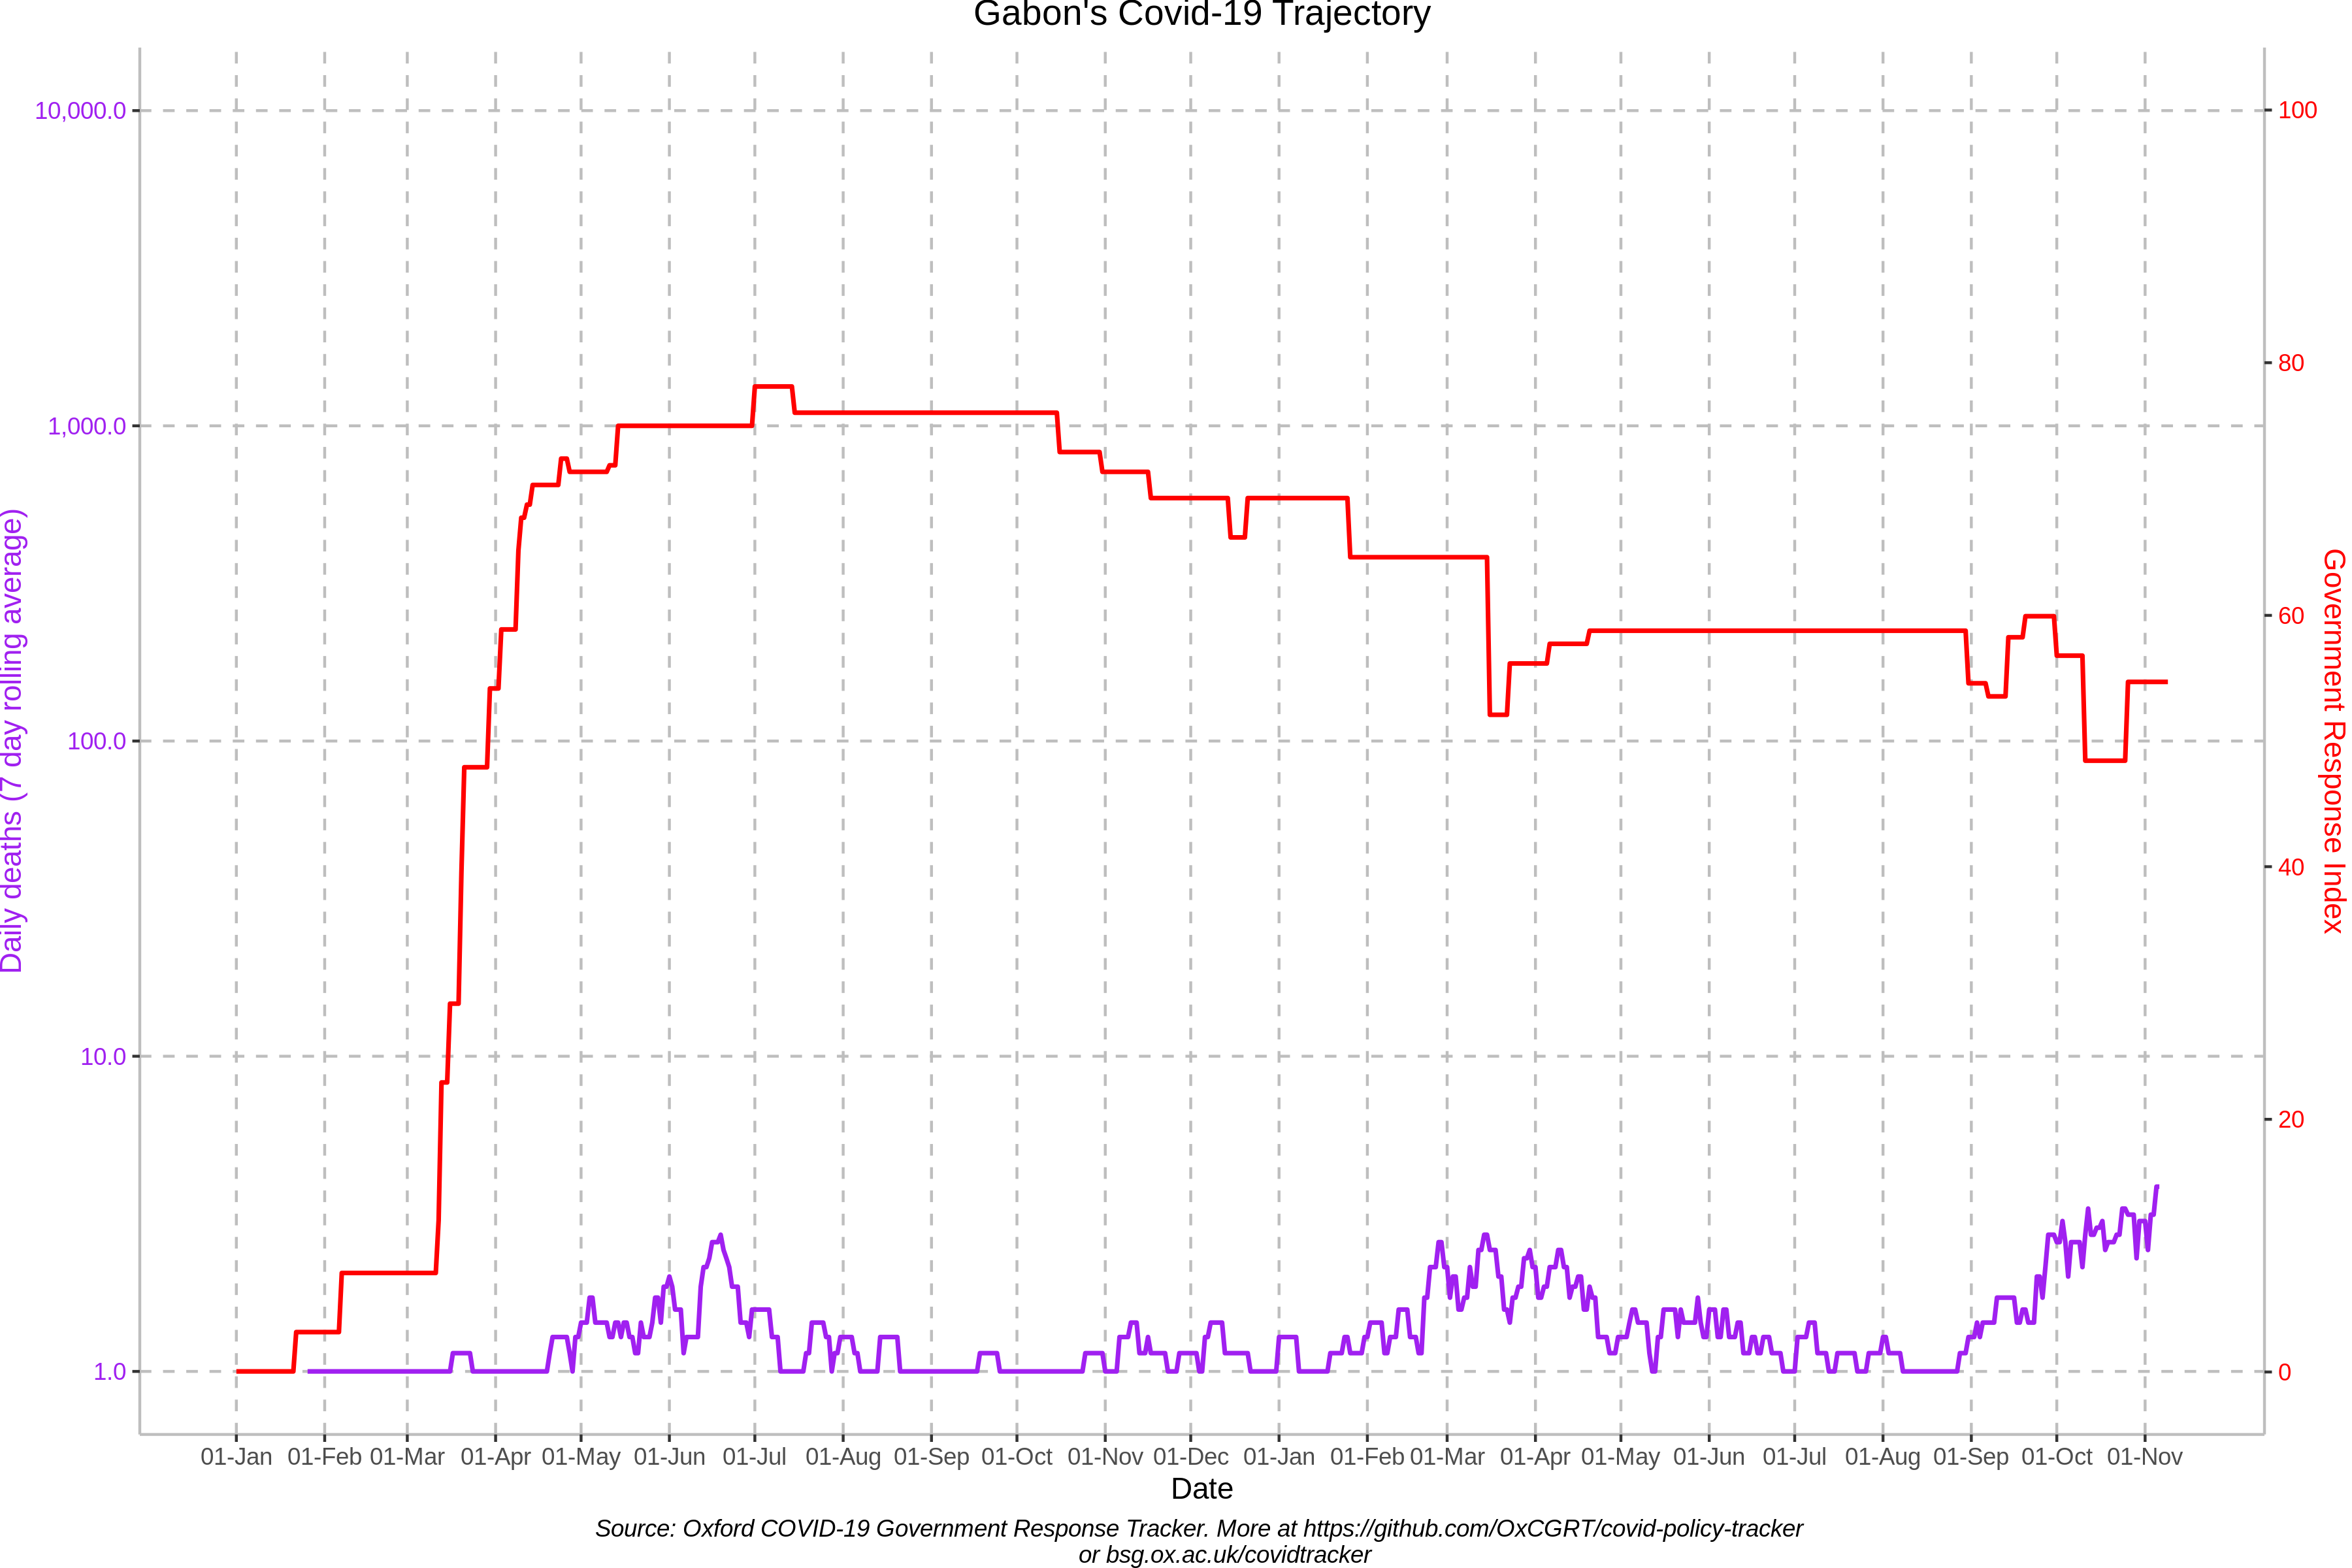 Gabon's Covid-19 Trajectory
Daily deaths (7 day rolling average)
10,000.0
1,000.0
100.0
10.0
1.0
100
80
60
40
20
0
Government Response Index
01-Jan 01-Feb 01-Mar 01-Apr 01-May 01-Jun 01-Jul 01-Aug 01-Sep 01-Oct 01-Nov 01-Dec 01-Jan 01-Feb 01-Mar 01-Apr 01-May 01-Jun 01-Jul 01-Aug 01-Sep 01-Oct 01-Nov
Date
Source: Oxford COVID-19 Government Response Tracker. More at https://github.com/OxCGRT/covid-policy-tracker
or bsg.ox.ac.uk/covidtracker